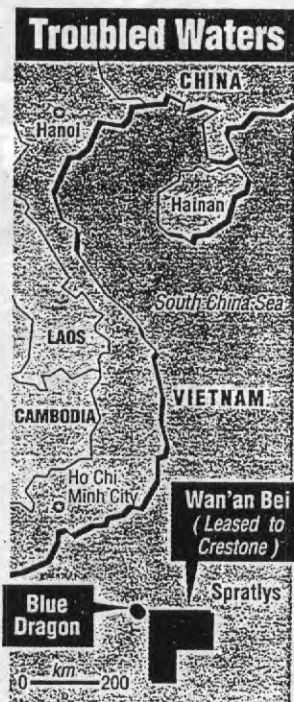 Troubled Waters
CHINA
Hanoi
Hainan
South China Sea
LAOS
VIETNAM
CAMBODIA
Ho Chi
Minh City
Wan'an Bei
(Leased to
Crestone)
Spratlys
Blue
Dragon
km
0 200